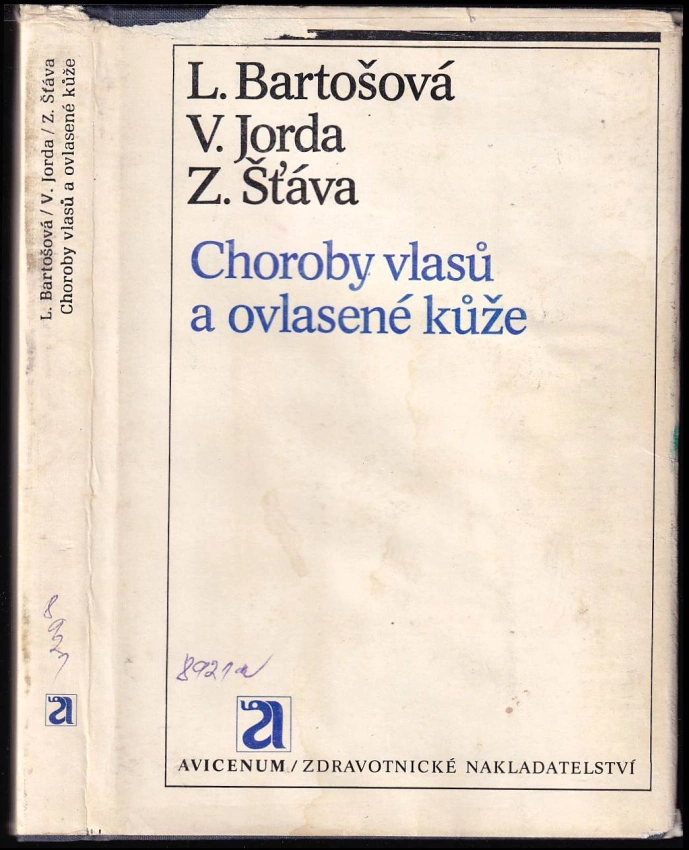 L. Bartošová / V. Jorda / Z. Šťáva
Choroby vlasů a ovlasené kůže
L. Bartošová
V. Jorda
Z. Šťáva
Choroby vlasů
a ovlasené kůže
8921a
AVICENUM / ZDRAVOTNICKÉ NAKLADATELSTVÍ